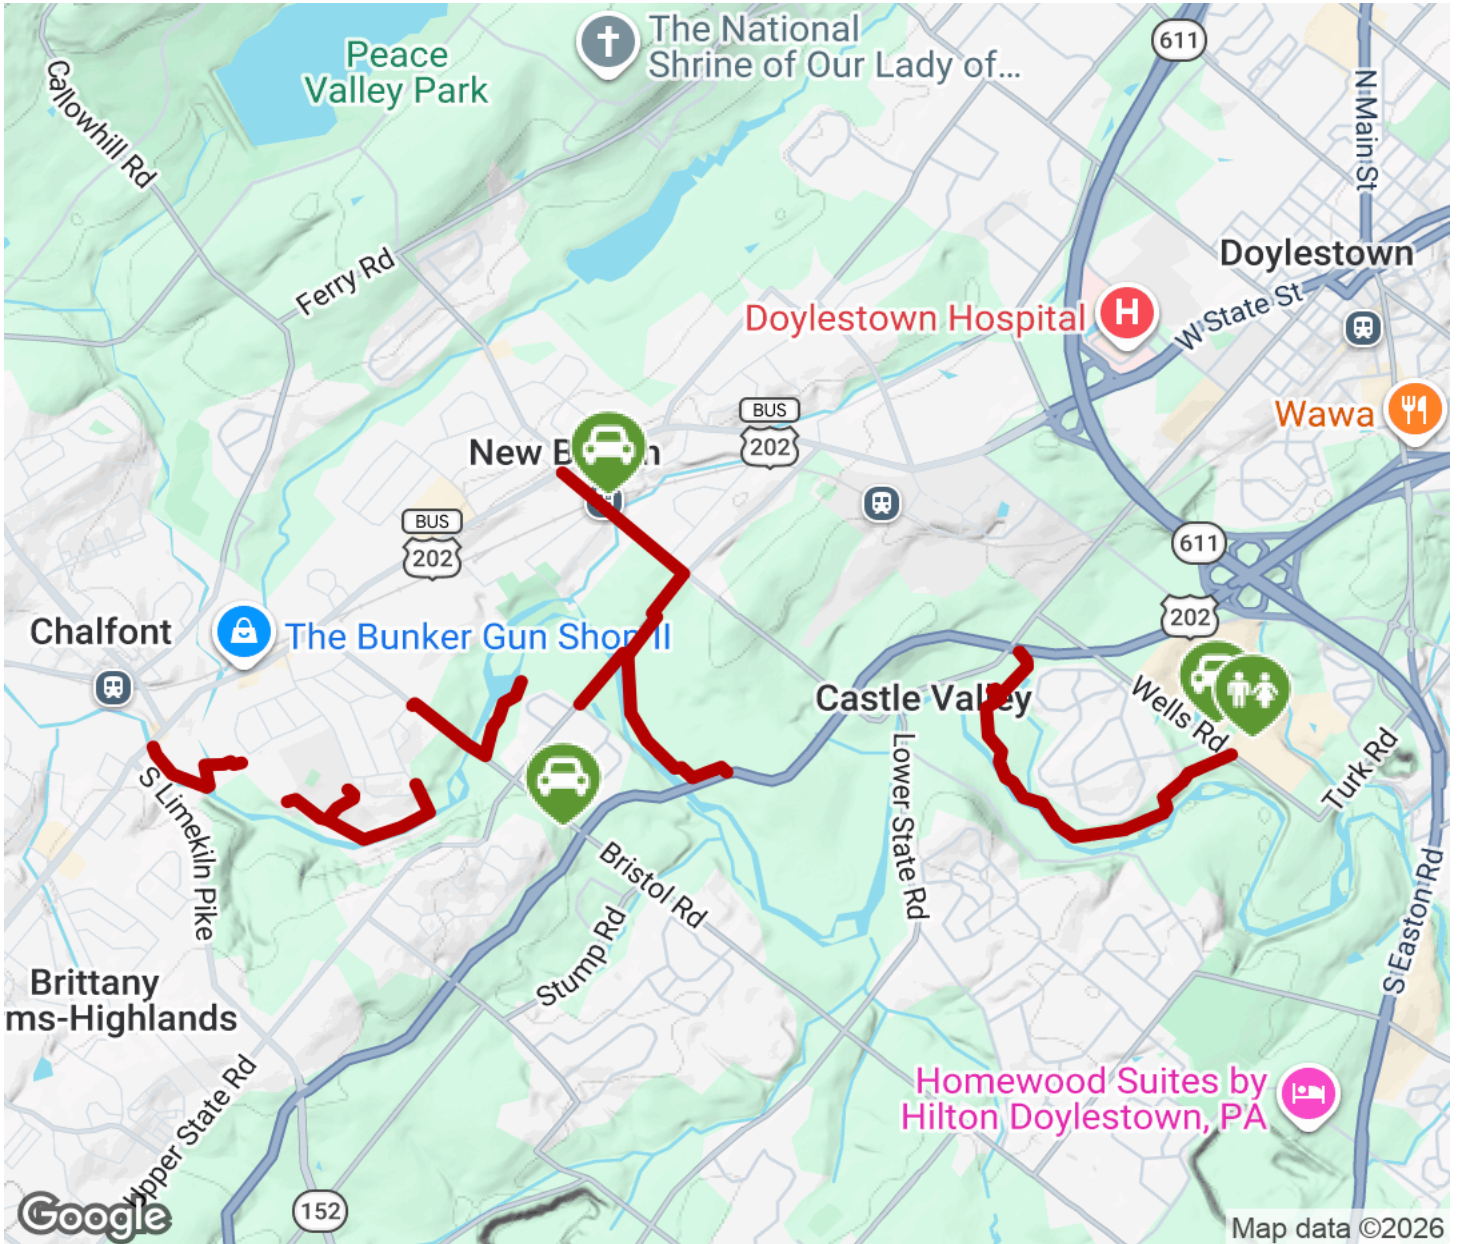 Peace
Valley Park
The National
Shrine of Our Lady of...
611
N Main St
Callowhill Rd
Ferry Rd
Doylestown
Doylestown Hospital
H
W State St
Wawa
BUS
202
New B n
BUS
202
611
202
Chalfont
The Bunker Gun Shop II
Castle Valley
Wells Rd
Turk Rd
S Limekiln Pike
Lower State Rd
Bristol Rd
Stump Rd
S Easton Rd
Brittany
rms-Highlands
Upper State Rd
Homewood Suites by
Hilton Doylestown, PA
152
Google
Map data ©2026